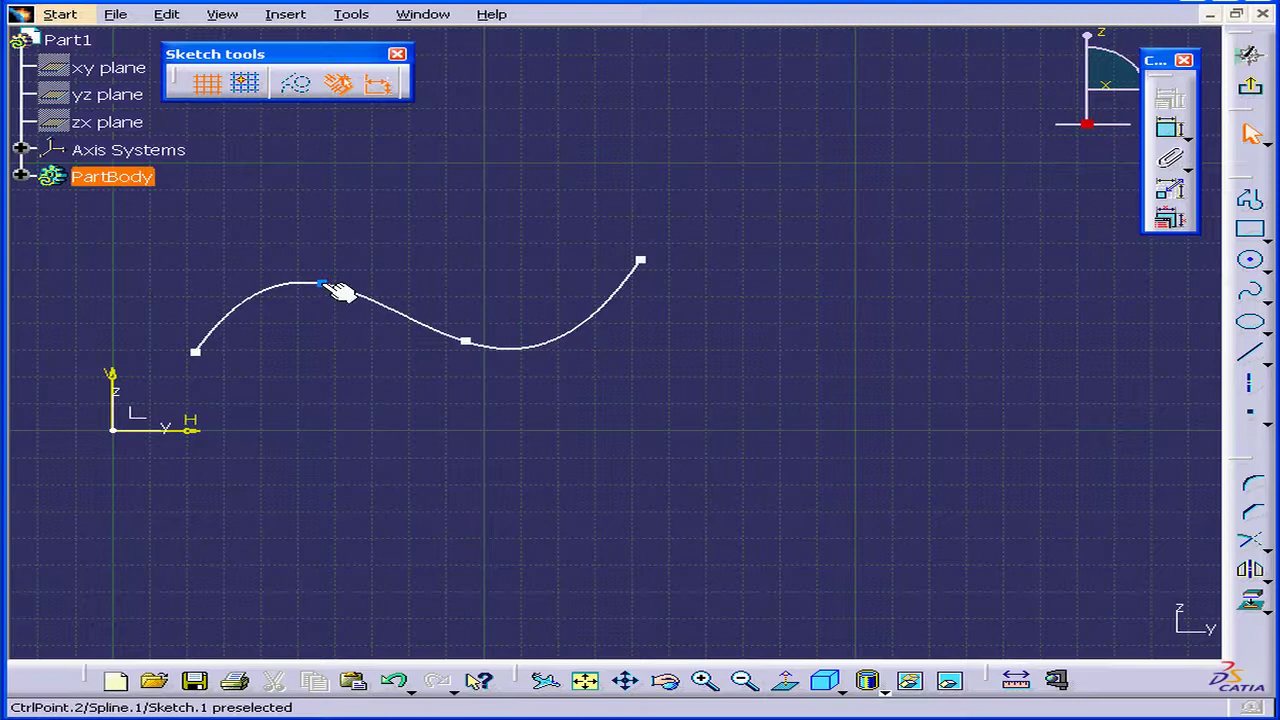 Start File Edit View Insert Tools Window Help
Part1
Sketch tools
C...
xy plane
yz plane
zx plane
Axis Systems
PartBody
z
x
V
z
H
y
z
y
CATIA
CtrlPoint.2/Spline.1/Sketch.1 preselected